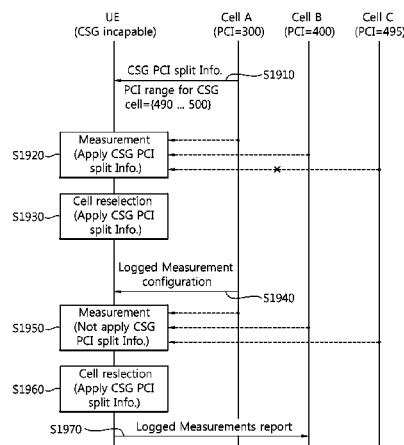 UE
(CSG incapable)
Cell A
(PCI=300)
Cell B
(PCI=400)
Cell C
(PCI=495)
CSG PCI split Info.
S1910
PCI range for CSG
cell={490 ... 500}
S1920
Measurement
(Apply CSG PCI
split Info.)
S1930
Cell reselection
(Apply CSG PCI
split Info.)
Logged Measurement
configuration
S1940
S1950
Measurement
(Not apply CSG
PCI split Info.)
S1960
Cell reslection
(Apply CSG PCI
split Info.)
S1970
Logged Measurements report